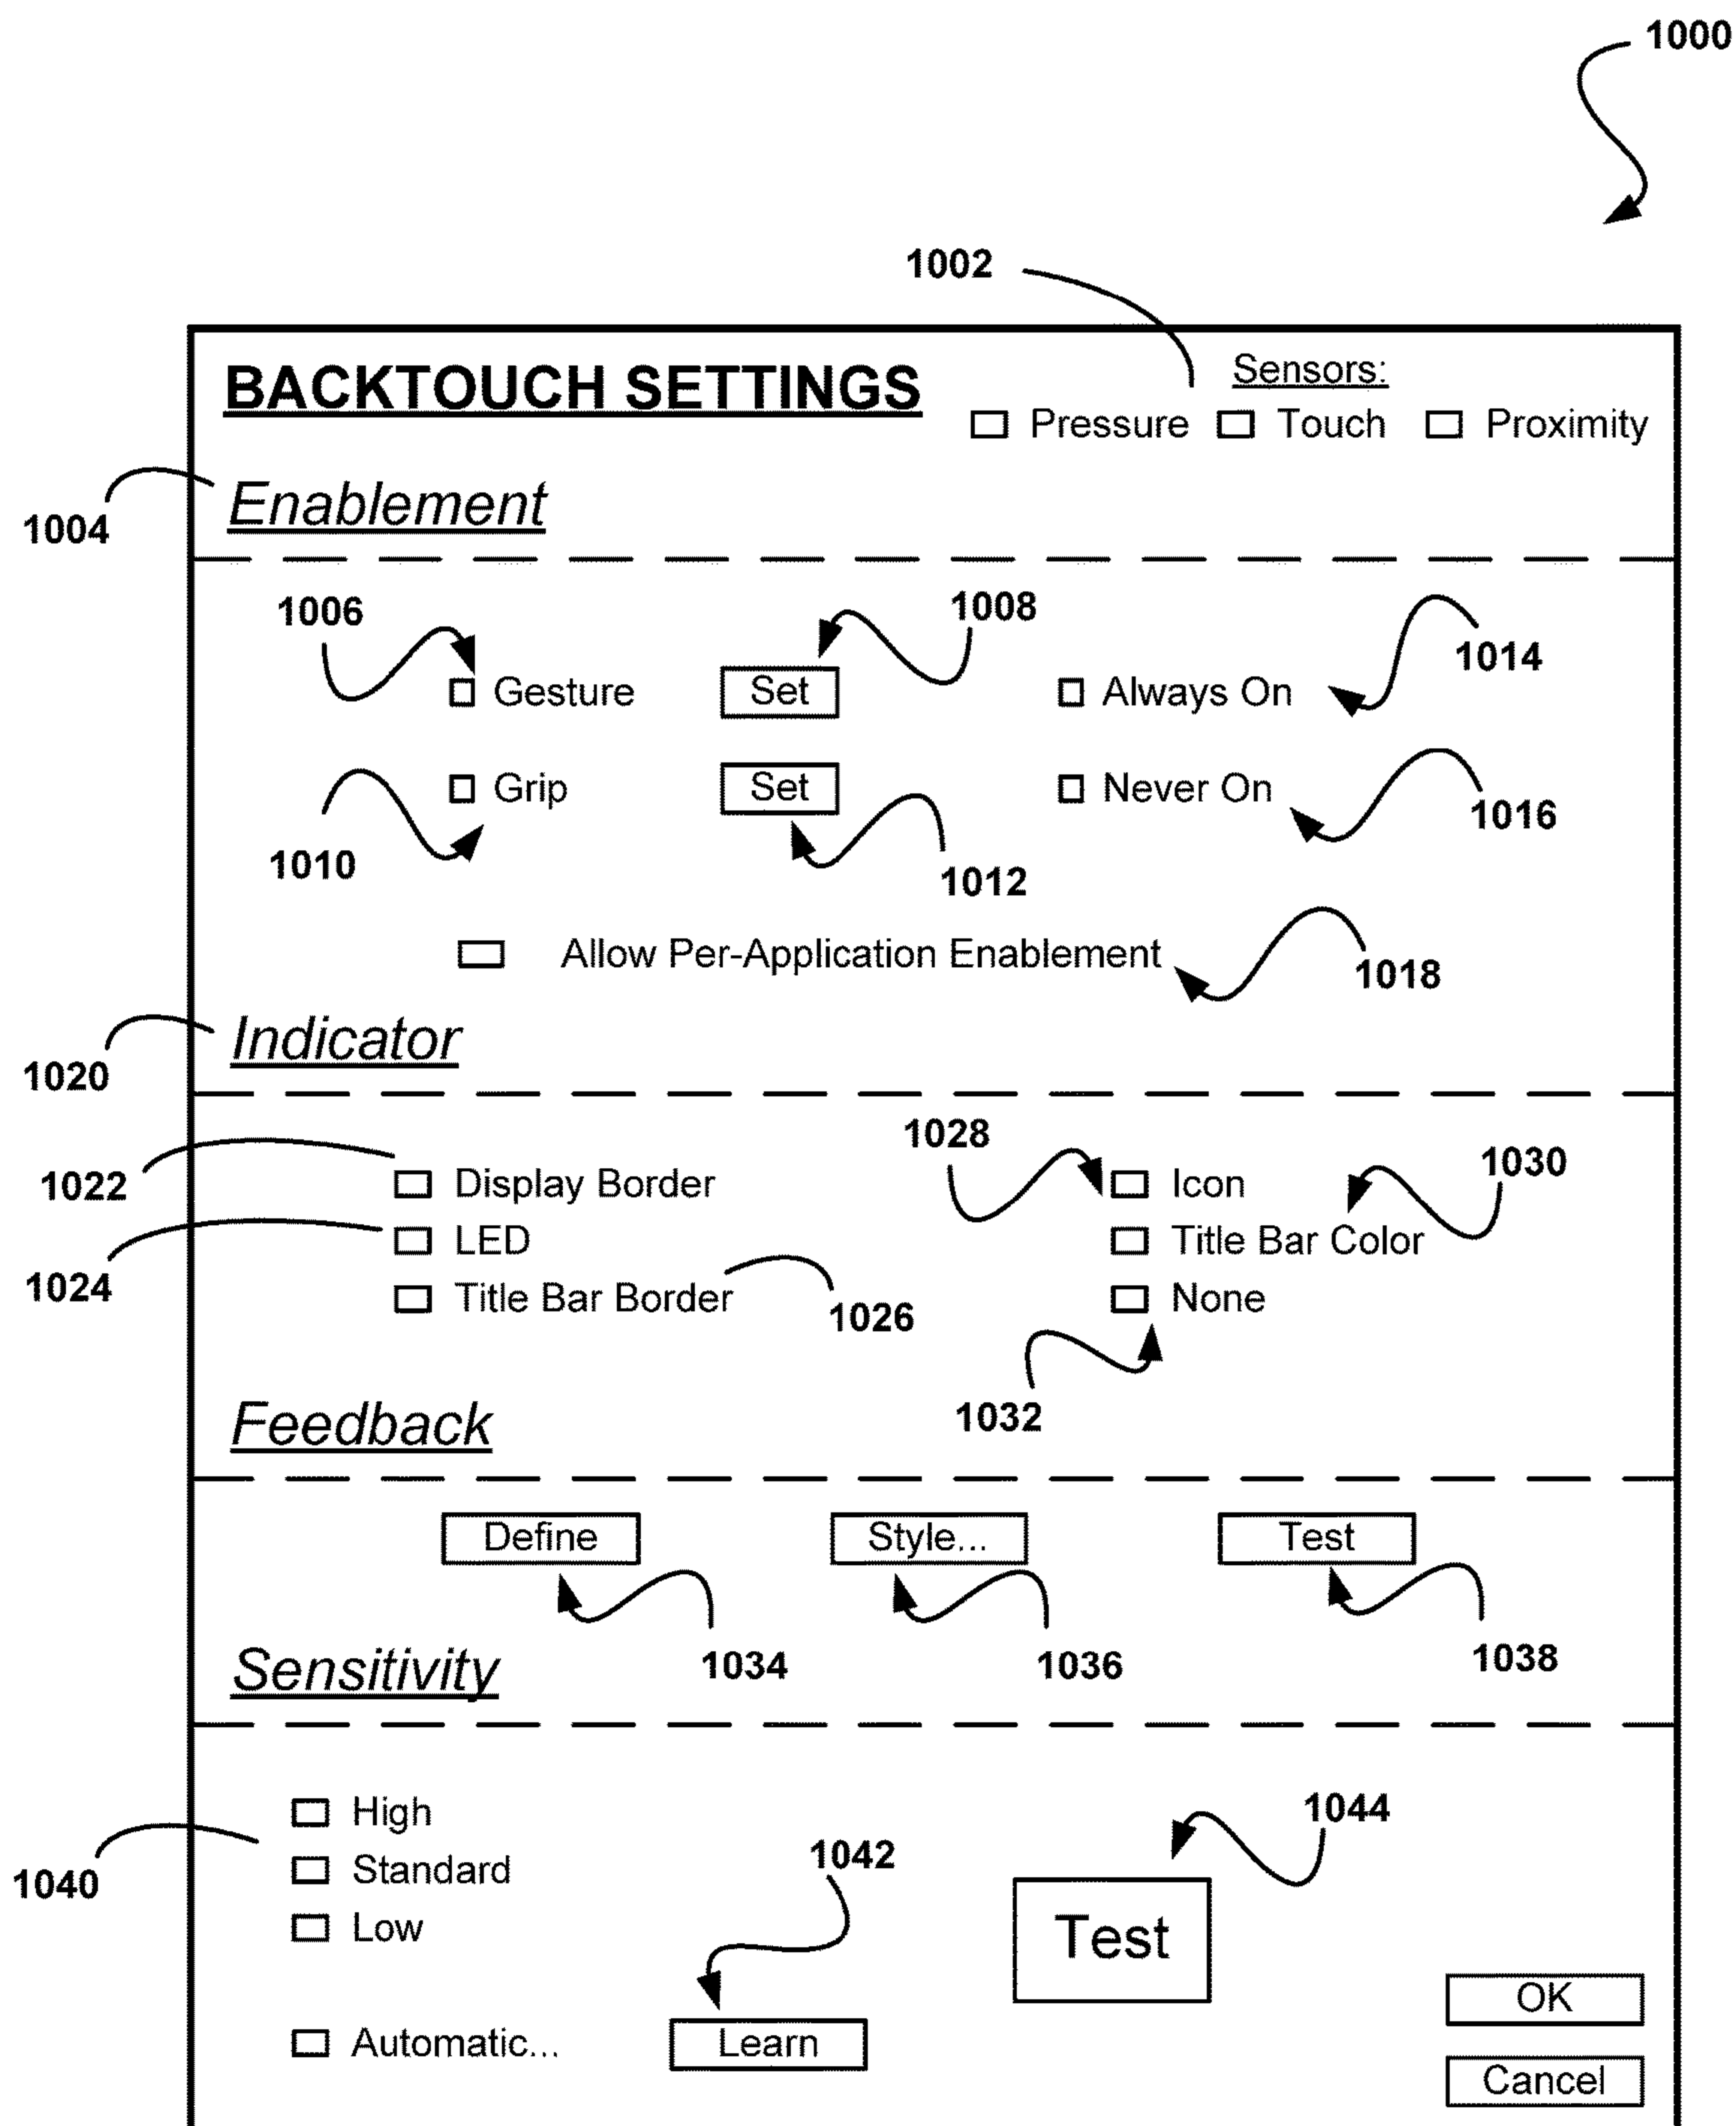 1000
1002
BACKTOUCH SETTINGS
Sensors:
Pressure Touch Proximity
1004
Enablement
1006 1008
1014
Gesture Set Always On
Grip Set Never On
1016
1010
1012
Allow Per-Application Enablement
1018
1020
Indicator
1028
1030
1022
Display Border Icon
LED Title Bar Color
1024
Title Bar Border None
1026
1032
Feedback
Define Style... Test
1034 1036 1038
Sensitivity
High
1044
Standard
1042
1040
Low
Test
OK
Automatic... Learn
Cancel